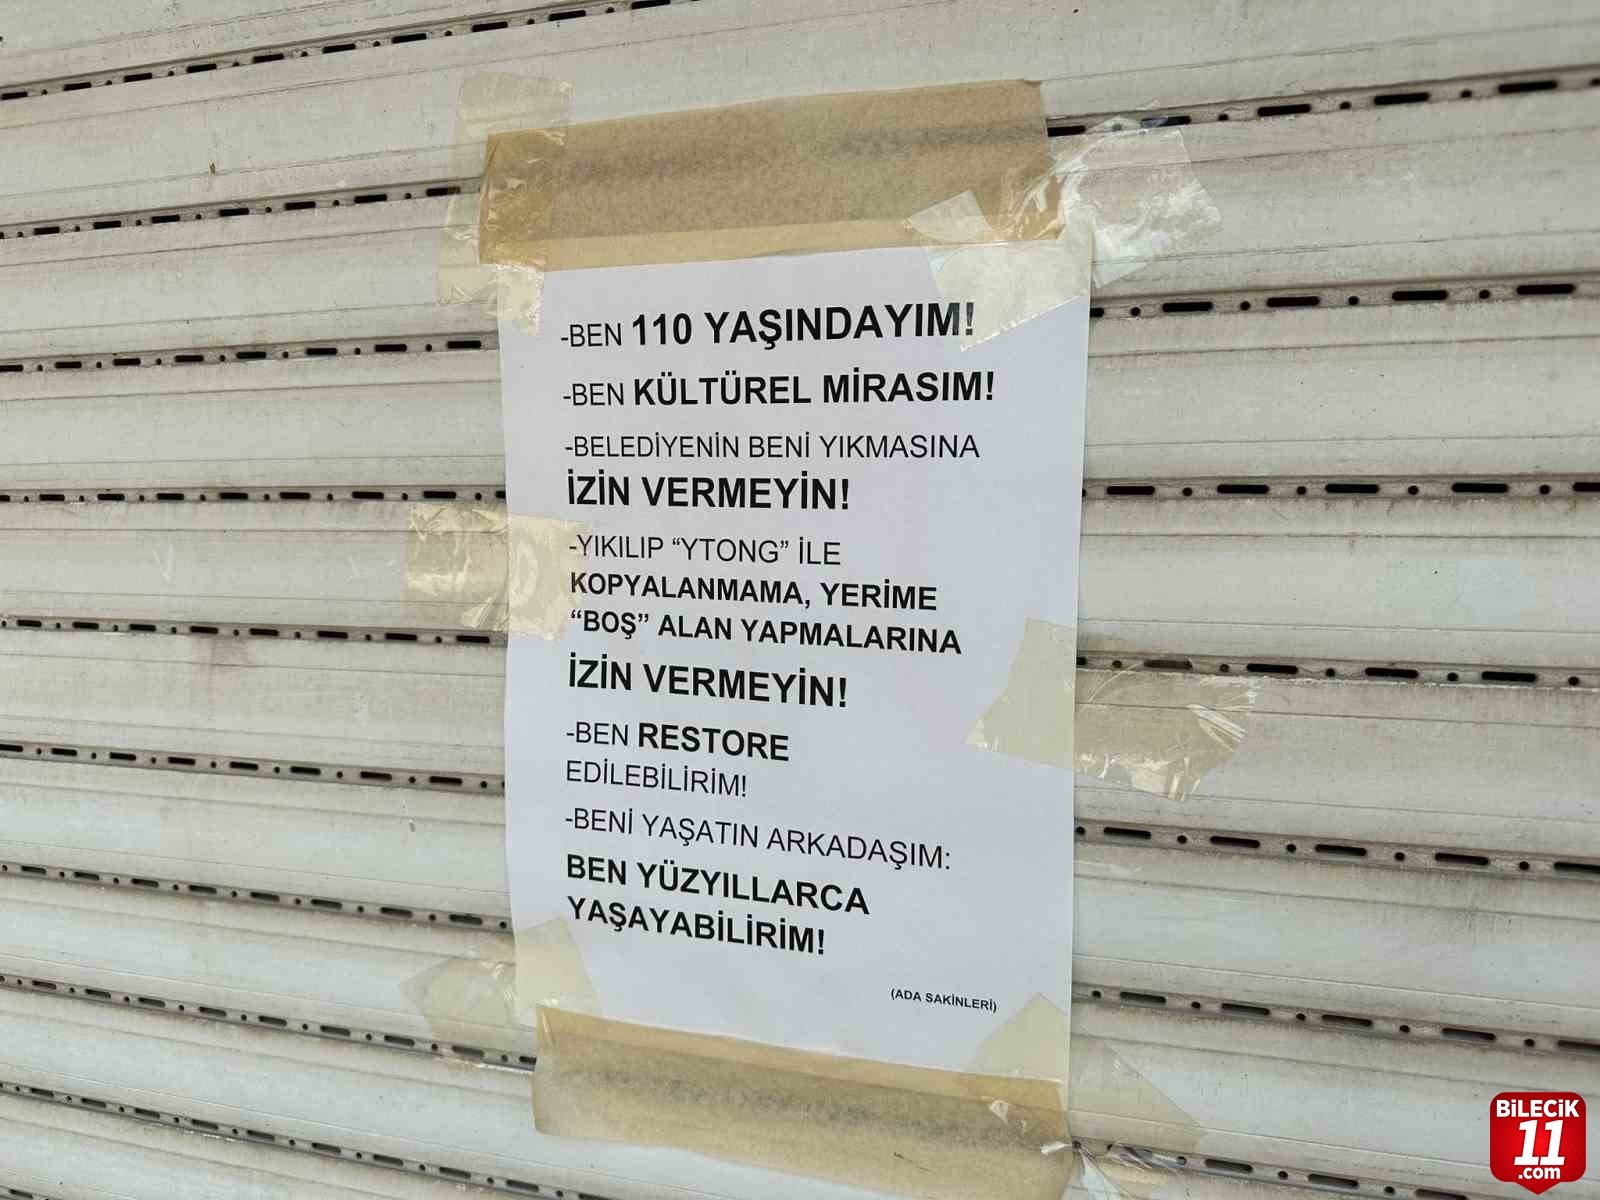 -BEN 110 YAŞINDAYIM!
-BEN KÜLTÜREL MİRASIM!
-BELEDİYENİN BENİ YIKMASINA
İZİN VERMEYİN!
-YIKILIP “YTONG” İLE
KOPYALANMAMA, YERİME
“BOŞ” ALAN YAPMALARINA
İZİN VERMEYİN!
-BEN RESTORE
EDİLEBİLİRİM!
-BENİ YAŞATIN ARKADAŞIM:
BEN YÜZYILLARCA
YAŞAYABİLİRİM!
(ADA SAKİNLERİ)
BiLECiK
11
.com